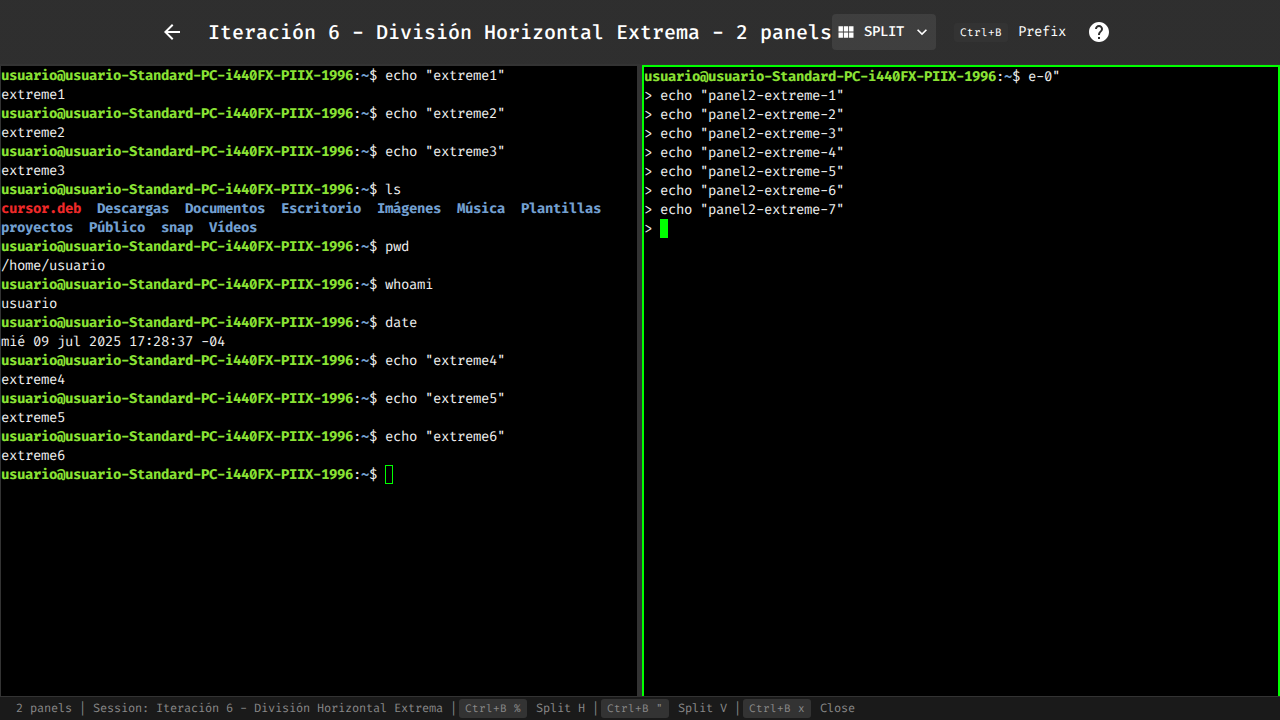 Iteración 6 - División Horizontal Extrema - 2 panels
SPLIT
Ctrl+B Prefix
?
usuario@usuario-Standard-PC-i440FX-PIIX-1996:~$ echo "extreme1"
extreme1
usuario@usuario-Standard-PC-i440FX-PIIX-1996:~$ echo "extreme2"
extreme2
usuario@usuario-Standard-PC-i440FX-PIIX-1996:~$ echo "extreme3"
extreme3
usuario@usuario-Standard-PC-i440FX-PIIX-1996:~$ ls
cursor.deb Descargas Documentos Escritorio Imágenes Música Plantillas
proyectos Público snap Vídeos
usuario@usuario-Standard-PC-i440FX-PIIX-1996:~$ pwd
/home/usuario
usuario@usuario-Standard-PC-i440FX-PIIX-1996:~$ whoami
usuario
usuario@usuario-Standard-PC-i440FX-PIIX-1996:~$ date
mié 09 jul 2025 17:28:37 -04
usuario@usuario-Standard-PC-i440FX-PIIX-1996:~$ echo "extreme4"
extreme4
usuario@usuario-Standard-PC-i440FX-PIIX-1996:~$ echo "extreme5"
extreme5
usuario@usuario-Standard-PC-i440FX-PIIX-1996:~$ echo "extreme6"
extreme6
usuario@usuario-Standard-PC-i440FX-PIIX-1996:~$
usuario@usuario-Standard-PC-i440FX-PIIX-1996:~$ e-0"
> echo "panel2-extreme-1"
> echo "panel2-extreme-2"
> echo "panel2-extreme-3"
> echo "panel2-extreme-4"
> echo "panel2-extreme-5"
> echo "panel2-extreme-6"
> echo "panel2-extreme-7"
>
2 panels | Session: Iteración 6 - División Horizontal Extrema | Ctrl+B % Split H | Ctrl+B " Split V | Ctrl+B x Close